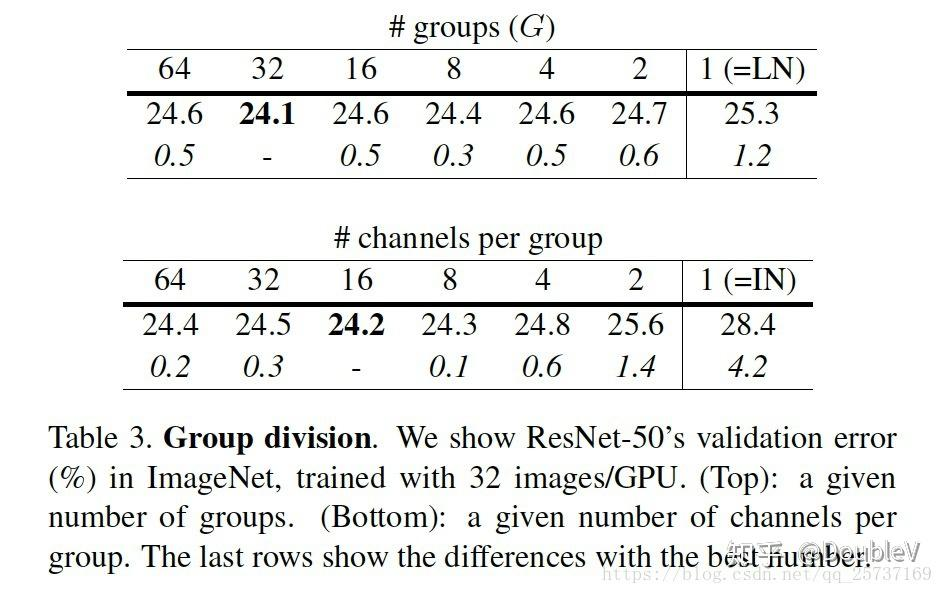 # groups (G)
64 32 16 8 4 2 1 (=LN)
24.6 24.1 24.6 24.4 24.6 24.7 25.3
0.5 - 0.5 0.3 0.5 0.6 1.2
# channels per group
64 32 16 8 4 2 1 (=IN)
24.4 24.5 24.2 24.3 24.8 25.6 28.4
0.2 0.3 - 0.1 0.6 1.4 4.2
Table 3. Group division. We show ResNet-50's validation error
(%) in ImageNet, trained with 32 images/GPU. (Top): a given
number of groups. (Bottom): a given number of channels per
group. The last rows show the differences with the best number.
知乎 @DoubleV
https://blog.csdn.net/qq_25737169